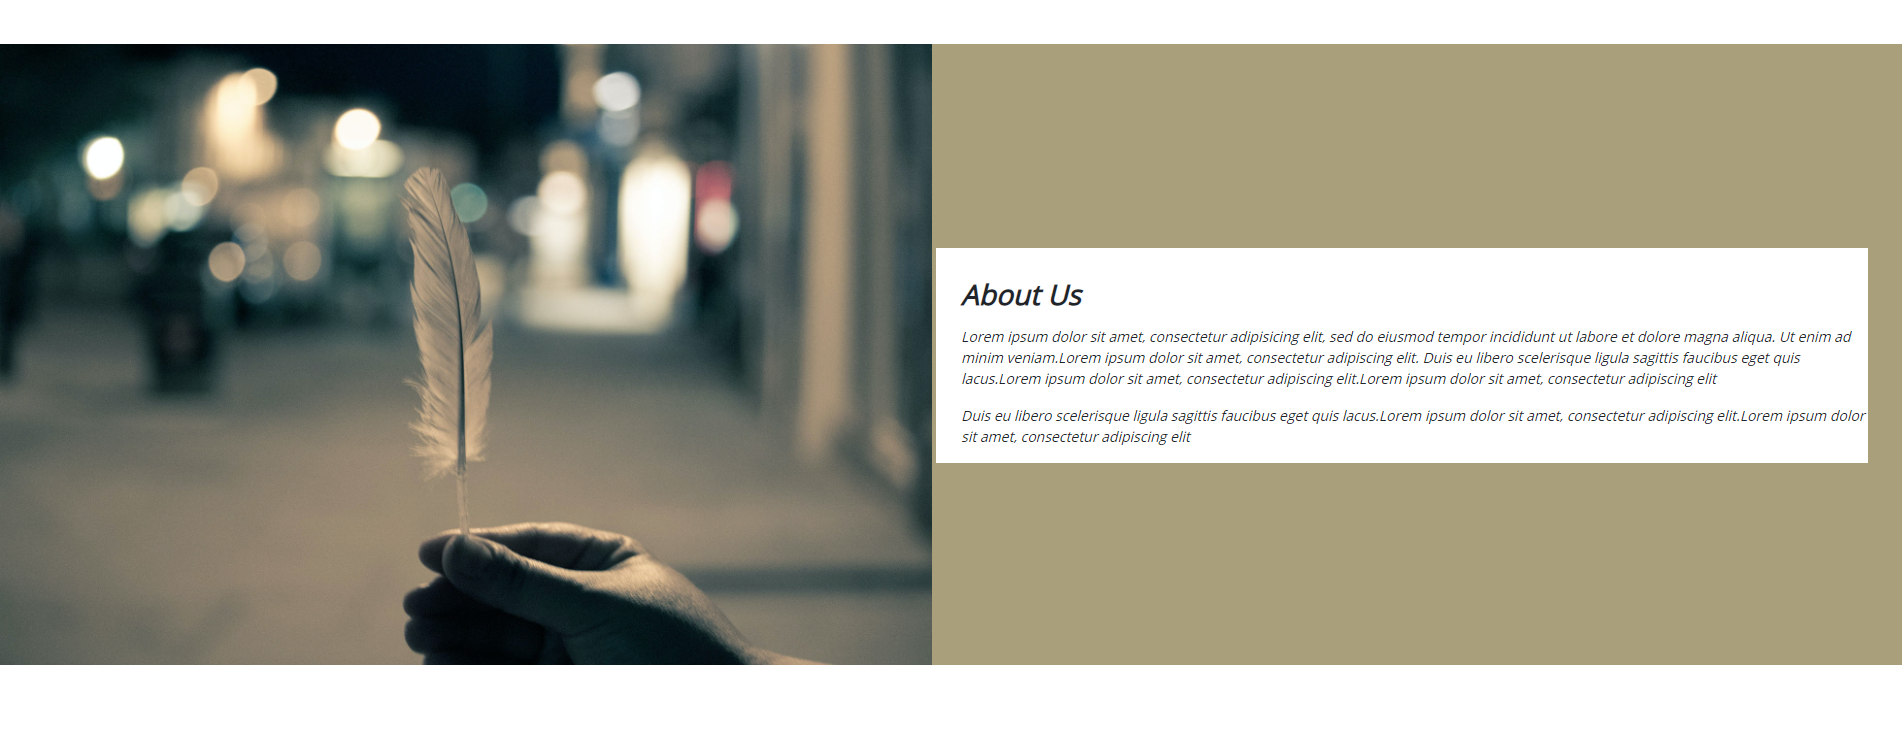 About Us
Lorem ipsum dolor sit amet, consectetur adipisicing elit, sed do eiusmod tempor incididunt ut labore et dolore magna aliqua. Ut enim ad
minim veniam.Lorem ipsum dolor sit amet, consectetur adipiscing elit. Duis eu libero scelerisque ligula sagittis faucibus eget quis
lacus.Lorem ipsum dolor sit amet, consectetur adipiscing elit.Lorem ipsum dolor sit amet, consectetur adipiscing elit
Duis eu libero scelerisque ligula sagittis faucibus eget quis lacus.Lorem ipsum dolor sit amet, consectetur adipiscing elit.Lorem ipsum dolor
sit amet, consectetur adipiscing elit